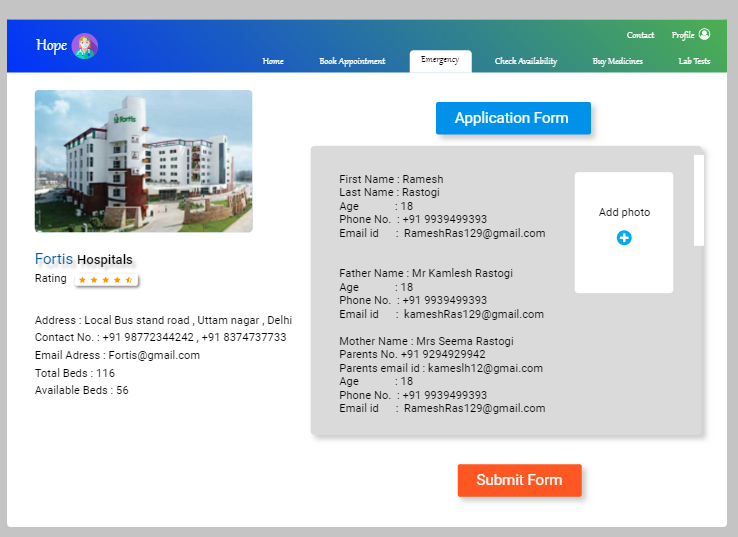 Hope
Contact Profile
Home Book Appointment Emergency Check Availability Buy Medicines Lab Tests
fortis
Fortis Hospitals
Rating
Address : Local Bus stand road , Uttam nagar , Delhi
Contact No. : +91 98772344242 , +91 8374737733
Email Adress : Fortis@gmail.com
Total Beds : 116
Available Beds : 56
Application Form
First Name : Ramesh
Last Name : Rastogi
Age : 18
Phone No. : +91 9939499393
Email id : RameshRas129@gmail.com
Add photo
Father Name : Mr Kamlesh Rastogi
Age : 18
Phone No. : +91 9939499393
Email id : kameshRas129@gmail.com
Mother Name : Mrs Seema Rastogi
Parents No. +91 9294929942
Parents email id : kameslh12@gmai.com
Age : 18
Phone No. : +91 9939499393
Email id : RameshRas129@gmail.com
Submit Form